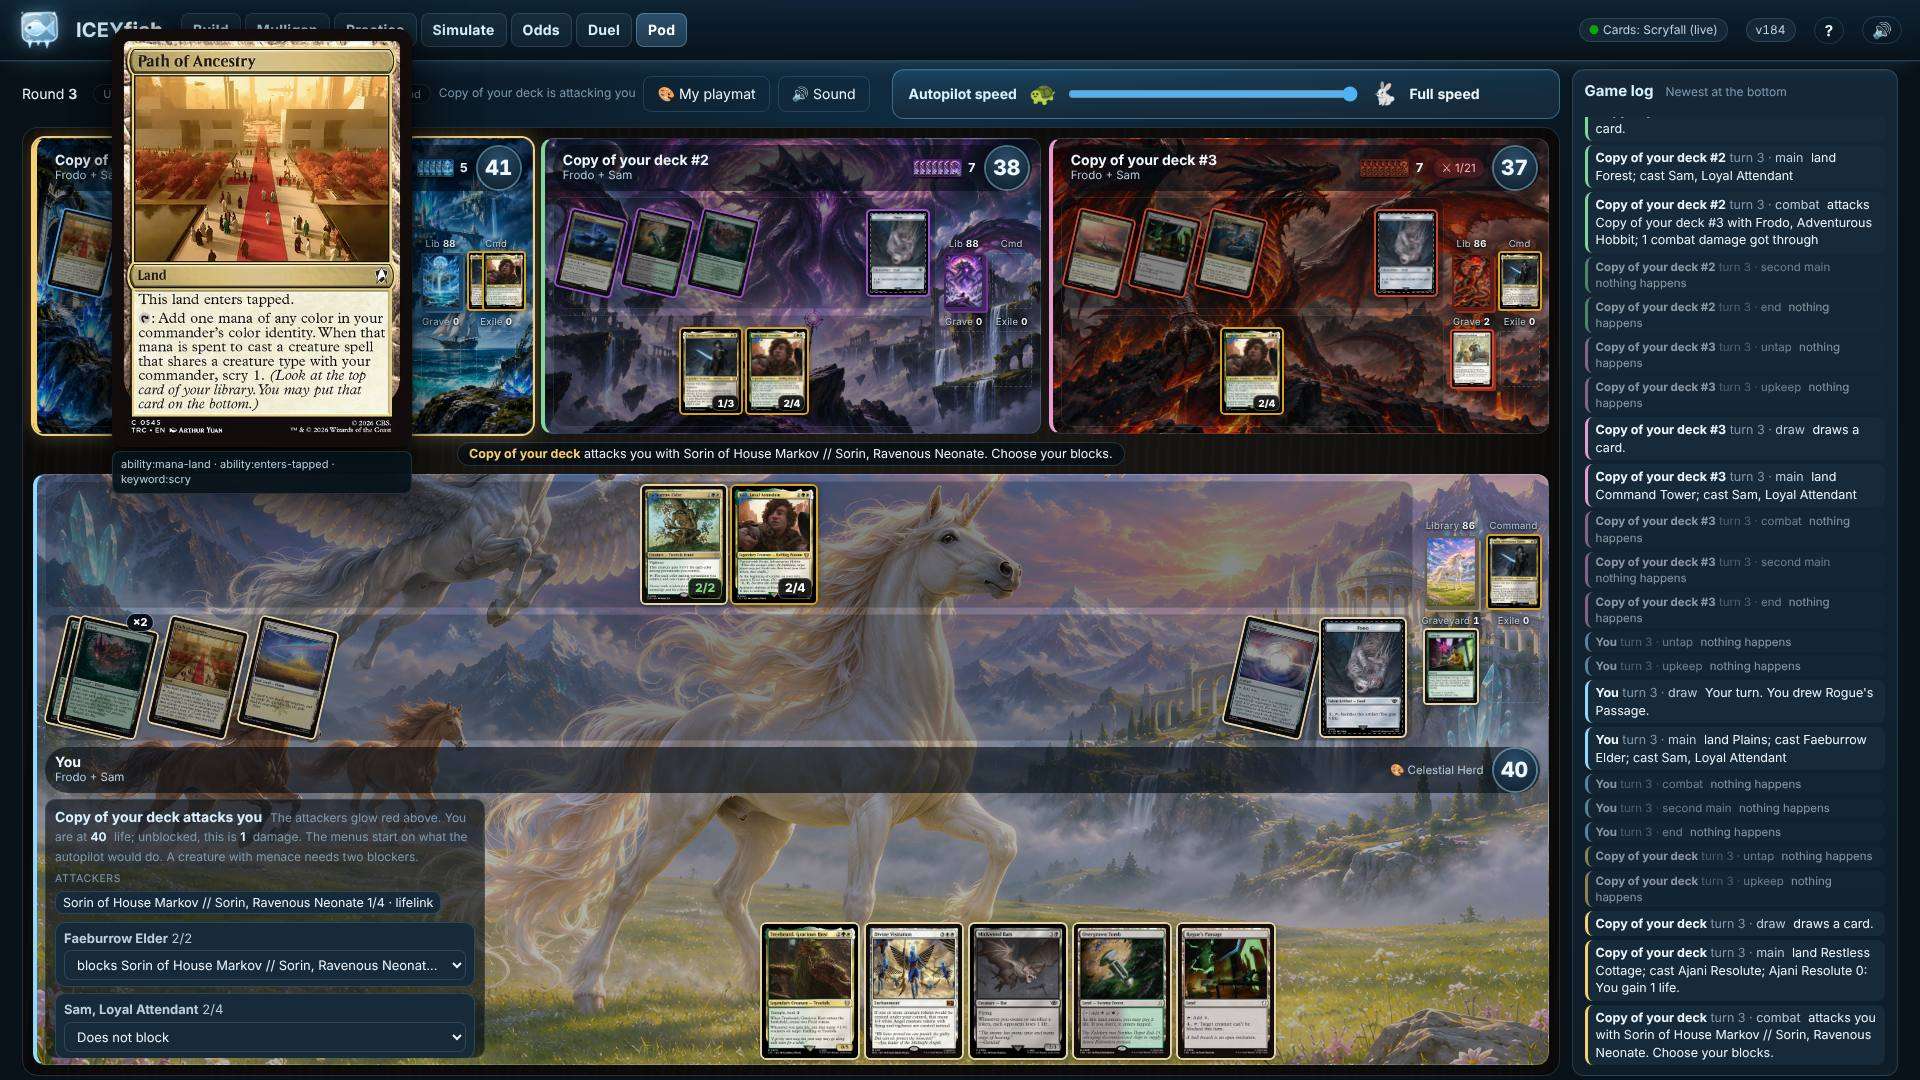 ICEYfish
Build
Mulligan
Practice
Simulate
Odds
Duel
Pod
Cards: Scryfall (live)
v184
?
Round 3
Copy of your deck is attacking you
My playmat
Sound
Autopilot speed
Full speed
Path of Ancestry
Land
This land enters tapped.
: Add one mana of any color in your
commander's color identity. When that
mana is spent to cast a creature spell
that shares a creature type with your
commander, scry 1. (Look at the top
card of your library. You may put that
card on the bottom.)
C 0545
TRC • EN ARTHUR YUAN
© 2026 CBS.
™ & © 2026 Wizards of the Coast
ability:mana-land · ability:enters-tapped ·
keyword:scry
Copy of
Frodo + Sa
5
41
Lib 88
Cmd
Grave 0
Exile 0
Copy of your deck #2
Frodo + Sam
7
38
Lib 88
Cmd
Grave 0
Exile 0
1/3
2/4
Copy of your deck #3
Frodo + Sam
7
1/21
37
Lib 86
Cmd
Grave 2
Exile 0
2/4
Copy of your deck attacks you with Sorin of House Markov // Sorin, Ravenous Neonate. Choose your blocks.
2/2
2/4
Library 86
Command
Graveyard 1
Exile 0
×2
You
Frodo + Sam
Celestial Herd
40
Copy of your deck attacks you The attackers glow red above. You
are at 40 life; unblocked, this is 1 damage. The menus start on what the
autopilot would do. A creature with menace needs two blockers.
ATTACKERS
Sorin of House Markov // Sorin, Ravenous Neonate 1/4 · lifelink
Faeburrow Elder 2/2
blocks Sorin of House Markov // Sorin, Ravenous Neonat...
Sam, Loyal Attendant 2/4
Does not block
Divine Visitation
Overgrown Tomb
Rogue's Passage
Game log
Newest at the bottom
card.
Copy of your deck #2 turn 3 · main land
Forest; cast Sam, Loyal Attendant
Copy of your deck #2 turn 3 · combat attacks
Copy of your deck #3 with Frodo, Adventurous
Hobbit; 1 combat damage got through
Copy of your deck #2 turn 3 · second main
nothing happens
Copy of your deck #2 turn 3 · end nothing
happens
Copy of your deck #3 turn 3 · untap nothing
happens
Copy of your deck #3 turn 3 · upkeep nothing
happens
Copy of your deck #3 turn 3 · draw draws a
card.
Copy of your deck #3 turn 3 · main land
Command Tower; cast Sam, Loyal Attendant
Copy of your deck #3 turn 3 · combat nothing
happens
Copy of your deck #3 turn 3 · second main
nothing happens
Copy of your deck #3 turn 3 · end nothing
happens
You turn 3 · untap nothing happens
You turn 3 · upkeep nothing happens
You turn 3 · draw Your turn. You drew Rogue's
Passage.
You turn 3 · main land Plains; cast Faeburrow
Elder; cast Sam, Loyal Attendant
You turn 3 · combat nothing happens
You turn 3 · second main nothing happens
You turn 3 · end nothing happens
Copy of your deck turn 3 · untap nothing happens
Copy of your deck turn 3 · upkeep nothing
happens
Copy of your deck turn 3 · draw draws a card.
Copy of your deck turn 3 · main land Restless
Cottage; cast Ajani Resolute; Ajani Resolute 0:
You gain 1 life.
Copy of your deck turn 3 · combat attacks you
with Sorin of House Markov // Sorin, Ravenous
Neonate. Choose your blocks.